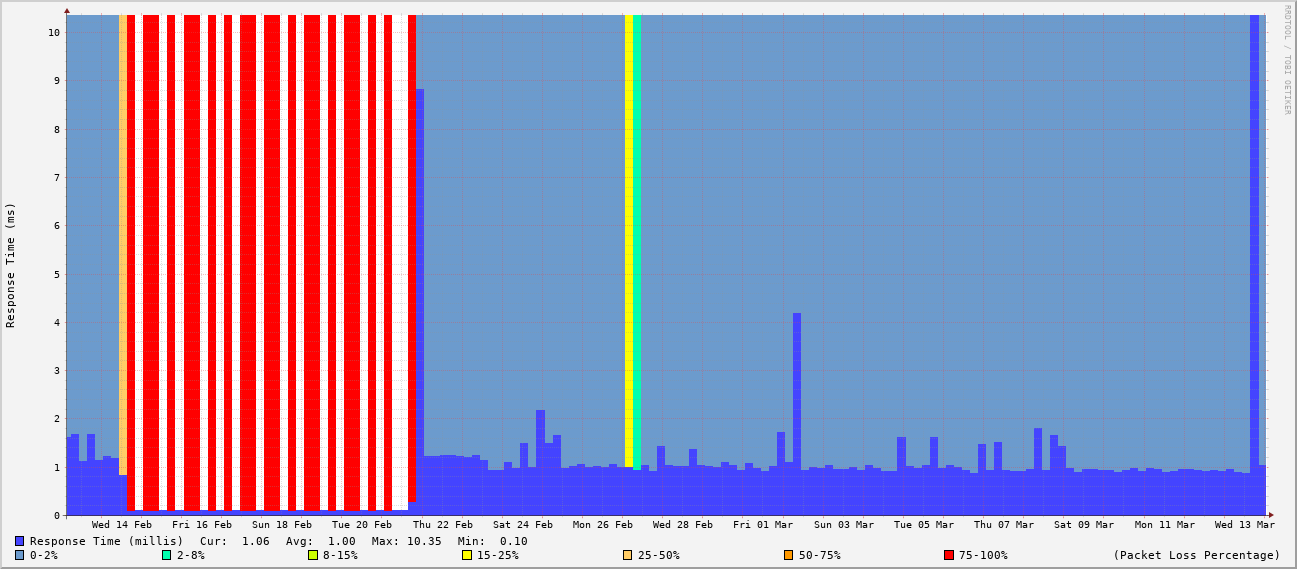 RRDTOOL / TOBI OETIKER
Response Time (ms)
10
9
8
7
6
5
4
3
2
1
0
Wed 14 Feb Fri 16 Feb Sun 18 Feb Tue 20 Feb Thu 22 Feb Sat 24 Feb Mon 26 Feb Wed 28 Feb Fri 01 Mar Sun 03 Mar Tue 05 Mar Thu 07 Mar Sat 09 Mar Mon 11 Mar Wed 13 Mar
Response Time (millis) Cur: 1.06 Avg: 1.00 Max: 10.35 Min: 0.10
0-2% 2-8% 8-15% 15-25% 25-50% 50-75% 75-100% (Packet Loss Percentage)